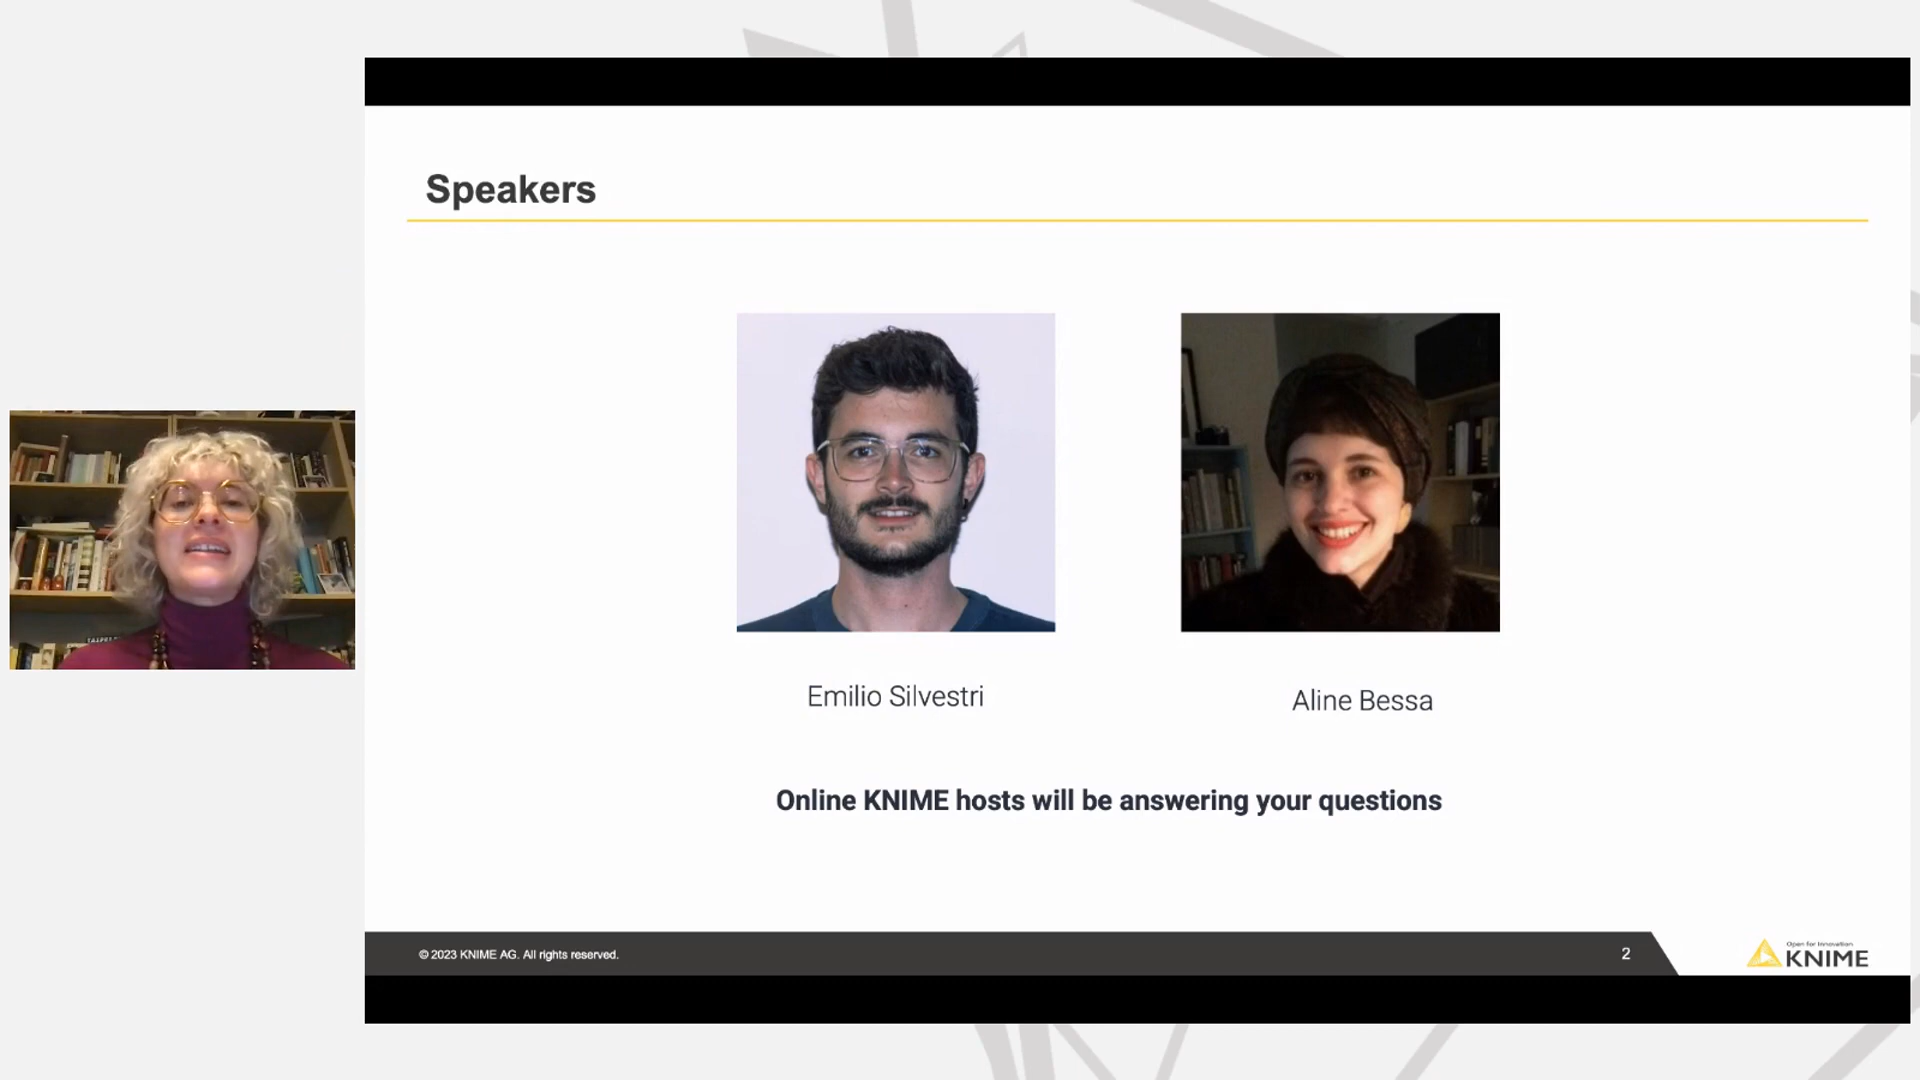 Speakers
Emilio Silvestri
Aline Bessa
Online KNIME hosts will be answering your questions
© 2023 KNIME AG. All rights reserved.
2
Open for Innovation
KNIME